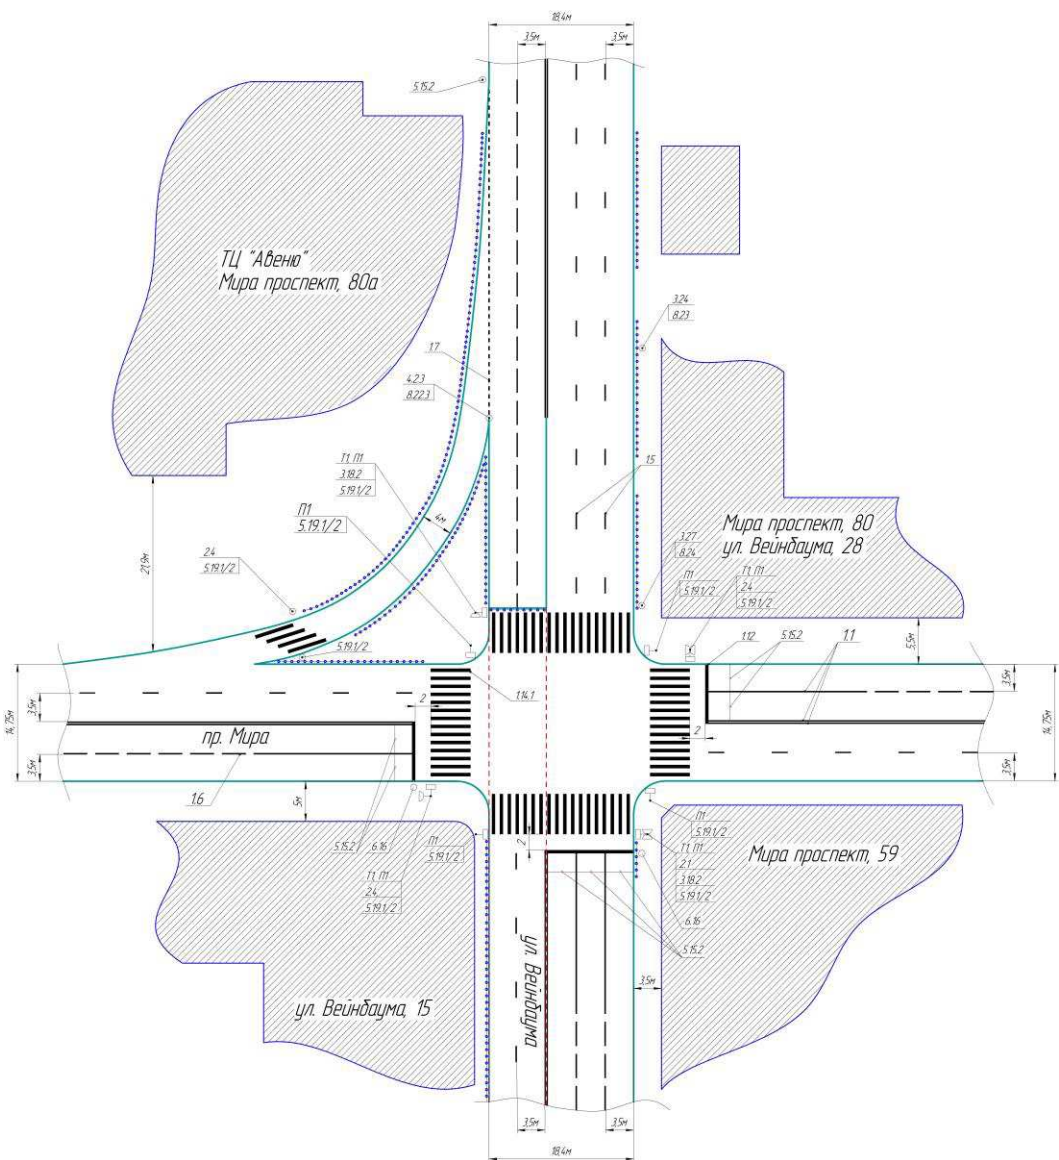 18,4м
3,5м
3,5м
5.15.2
ТЦ "Авеню"
Мира проспект, 80а
3.24
8.23
1.7
4.2.3
8.22.3
Т1, П1
3.18.2
5.19.1/2
1.5
П1
5.19.1/2
4м
Мира проспект, 80
ул. Вейнбаума, 28
3.27
8.24
П1
5.19.1/2
Т1, П1
2.4
5.19.1/2
21,9м
2.4
5.19.1/2
5.19.1/2
1.12
5.15.2
1.1
5,5м
3,5м
14,75м
3,5м
2
1.14.1
2
14,75м
3,5м
3,5м
пр. Мира
1.6
5м
5.15.2
6.16
Т1, П1
2.4
5.19.1/2
П1
5.19.1/2
2
П1
5.19.1/2
Т1, П1
2.1
3.18.2
5.19.1/2
6.16
5.15.2
Мира проспект, 59
ул. Вейнбаума
3,5м
ул. Вейнбаума, 15
3,5м
3,5м
18,4м